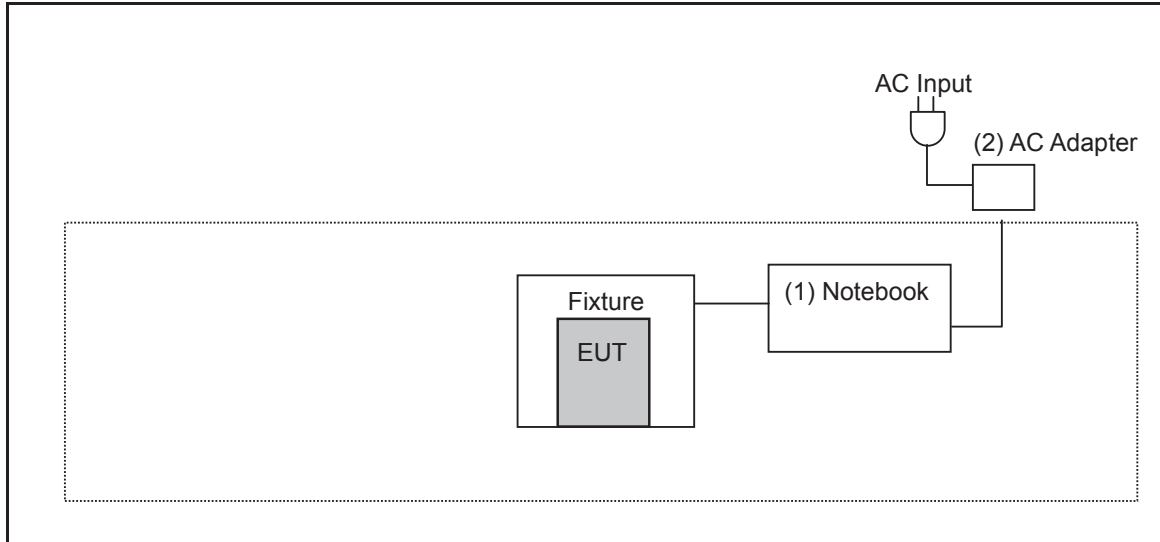 AC Input
(2) AC Adapter
(1) Notebook
Fixture
EUT